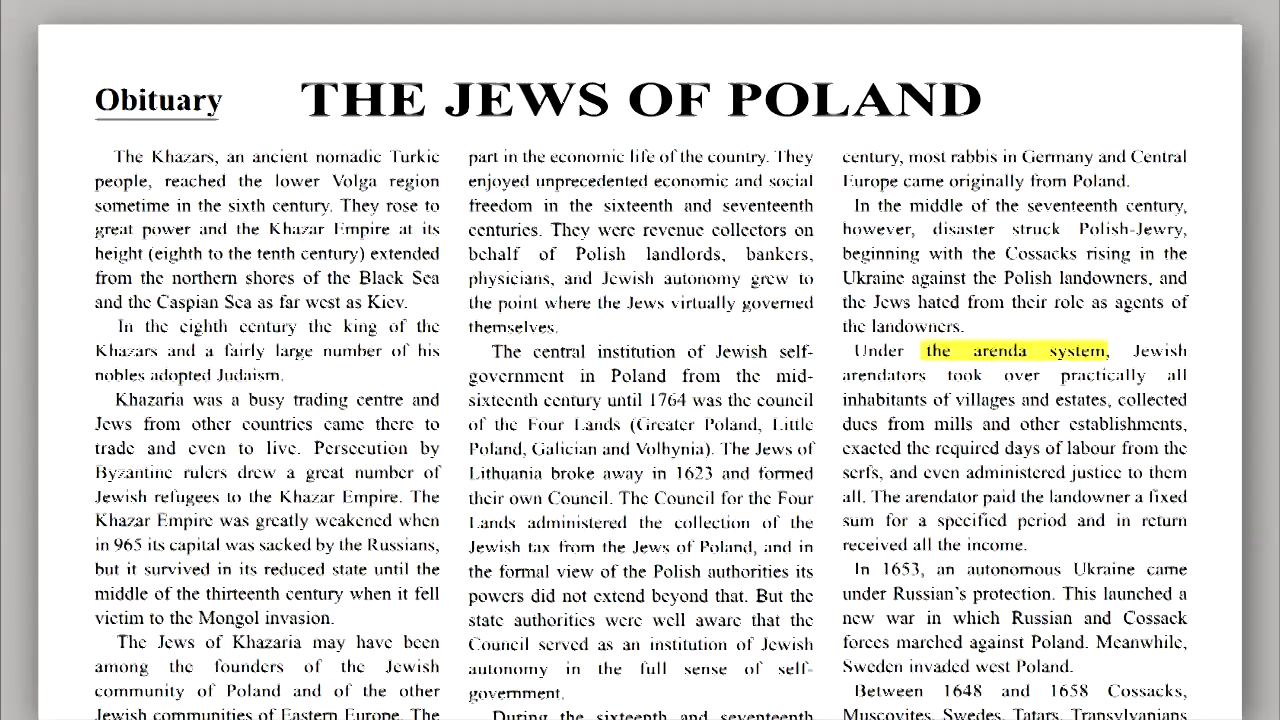 Obituary
THE JEWS OF POLAND
The Khazars, an ancient nomadic Turkic
people, reached the lower Volga region
sometime in the sixth century. They rose to
great power and the Khazar Empire at its
height (eighth to the tenth century) extended
from the northern shores of the Black Sea
and the Caspian Sea as far west as Kiev.
In the eighth century the king of the
Khazars and a fairly large number of his
nobles adopted Judaism.
Khazaria was a busy trading centre and
Jews from other countries came there to
trade and even to live. Persecution by
Byzantine rulers drew a great number of
Jewish refugees to the Khazar Empire. The
Khazar Empire was greatly weakened when
in 965 its capital was sacked by the Russians,
but it survived in its reduced state until the
middle of the thirteenth century when it fell
victim to the Mongol invasion.
The Jews of Khazaria may have been
among the founders of the Jewish
community of Poland and of the other
Jewish communities of Eastern Europe. The
part in the economic life of the country. They
enjoyed unprecedented economic and social
freedom in the sixteenth and seventeenth
centuries. They were revenue collectors on
behalf of Polish landlords, bankers,
physicians, and Jewish autonomy grew to
the point where the Jews virtually governed
themselves.
The central institution of Jewish self-
government in Poland from the mid-
sixteenth century until 1764 was the council
of the Four Lands (Greater Poland, Little
Poland, Galician and Volhynia). The Jews of
Lithuania broke away in 1623 and formed
their own Council. The Council for the Four
Lands administered the collection of the
Jewish tax from the Jews of Poland, and in
the formal view of the Polish authorities its
powers did not extend beyond that. But the
state authorities were well aware that the
Council served as an institution of Jewish
autonomy in the full sense of self-
government.
During the sixteenth and seventeenth
century, most rabbis in Germany and Central
Europe came originally from Poland.
In the middle of the seventeenth century,
however, disaster struck Polish-Jewry,
beginning with the Cossacks rising in the
Ukraine against the Polish landowners, and
the Jews hated from their role as agents of
the landowners.
Under the arenda system, Jewish
arendators took over practically all
inhabitants of villages and estates, collected
dues from mills and other establishments,
exacted the required days of labour from the
serfs, and even administered justice to them
all. The arendator paid the landowner a fixed
sum for a specified period and in return
received all the income.
In 1653, an autonomous Ukraine came
under Russian's protection. This launched a
new war in which Russian and Cossack
forces marched against Poland. Meanwhile,
Sweden invaded west Poland.
Between 1648 and 1658 Cossacks,
Muscovites, Swedes, Tatars, Transylvanians